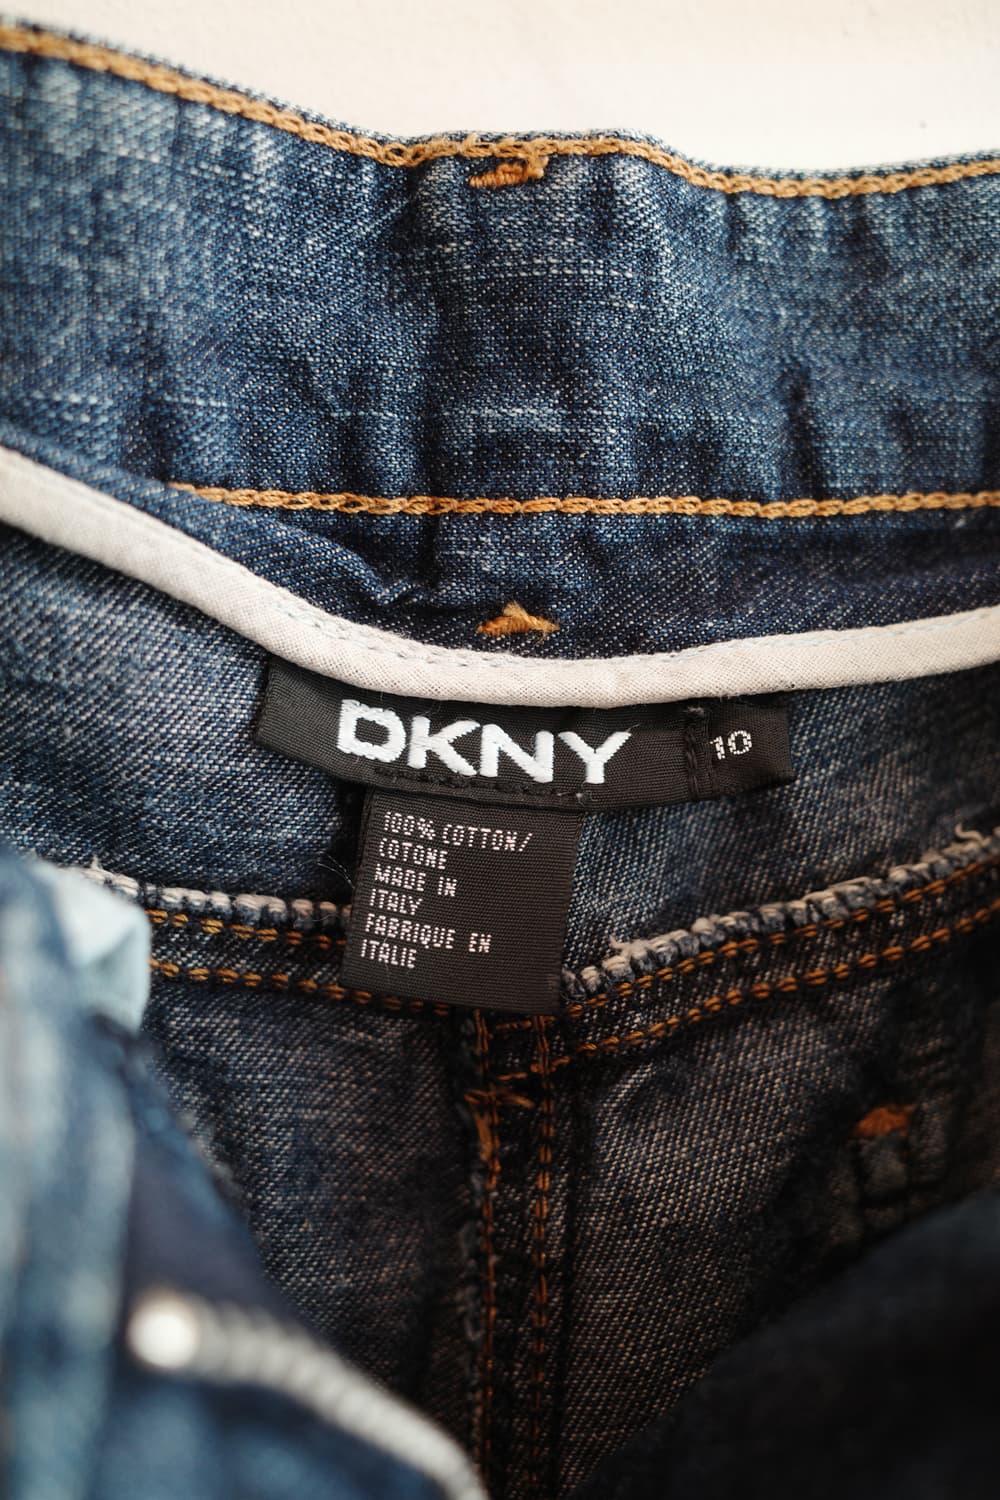 DKNY 10
100% COTTON/
COTONE
MADE IN
ITALY
FABRIQUE EN
ITALIE